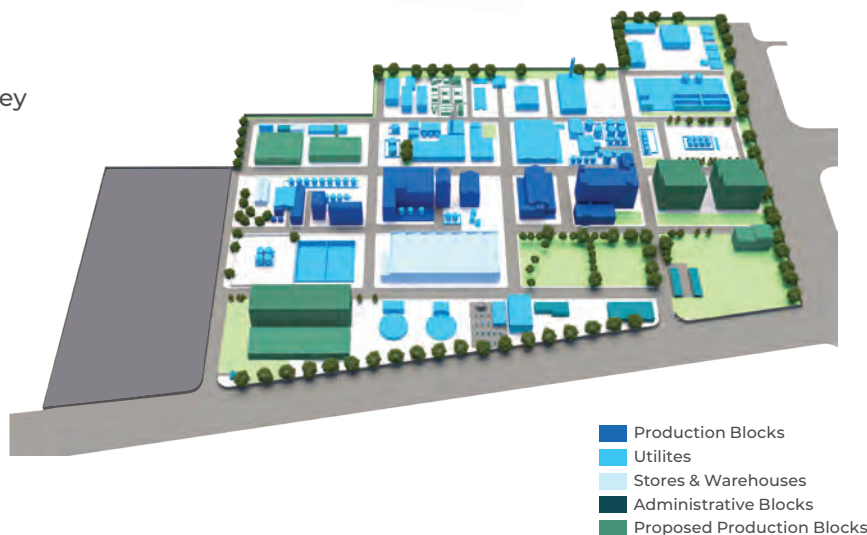 ey
Production Blocks
Utilites
Stores & Warehouses
Administrative Blocks
Proposed Production Blocks